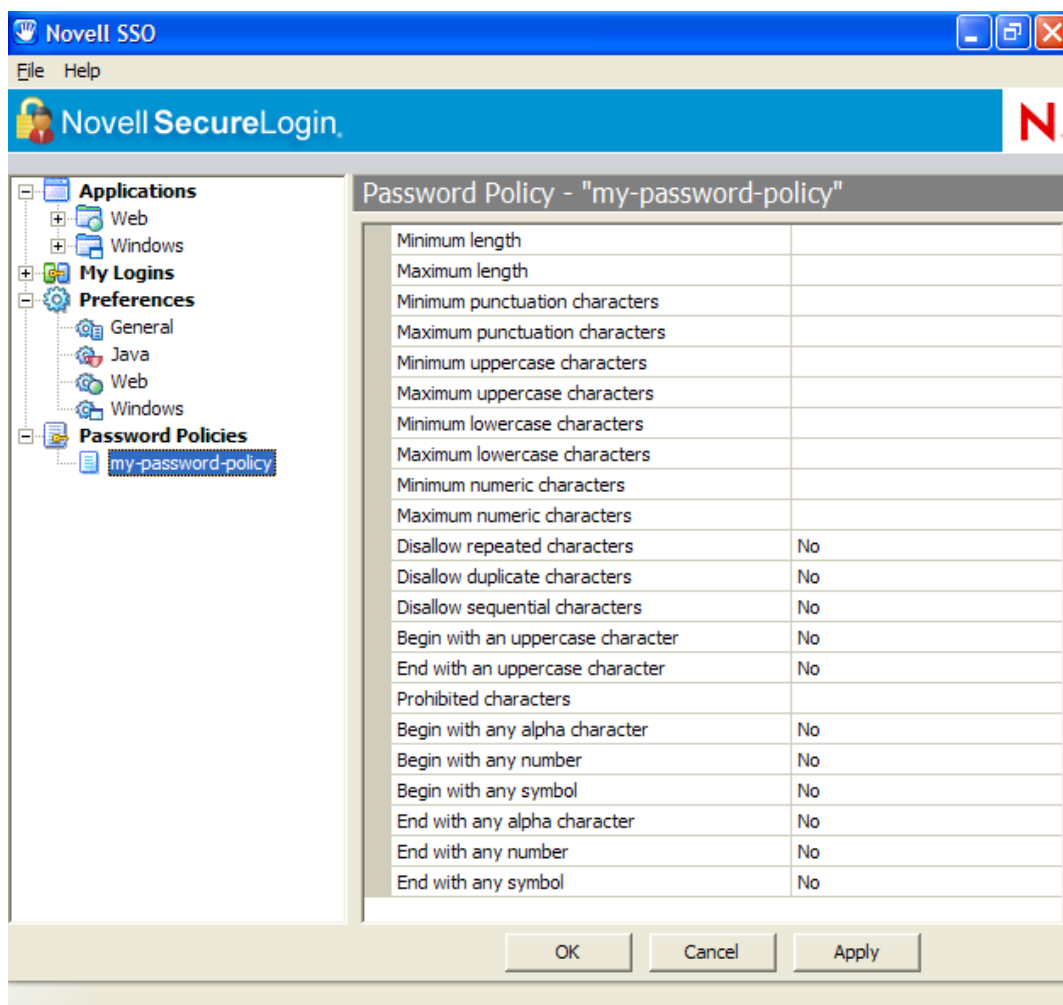 Novell SSO
File Help
Novell SecureLogin.
N.
Applications
Web
Windows
My Logins
Preferences
General
Java
Web
Windows
Password Policies
my-password-policy
Password Policy - "my-password-policy"
Minimum length
Maximum length
Minimum punctuation characters
Maximum punctuation characters
Minimum uppercase characters
Maximum uppercase characters
Minimum lowercase characters
Maximum lowercase characters
Minimum numeric characters
Maximum numeric characters
Disallow repeated characters No
Disallow duplicate characters No
Disallow sequential characters No
Begin with an uppercase character No
End with an uppercase character No
Prohibited characters
Begin with any alpha character No
Begin with any number No
Begin with any symbol No
End with any alpha character No
End with any number No
End with any symbol No
OK Cancel Apply